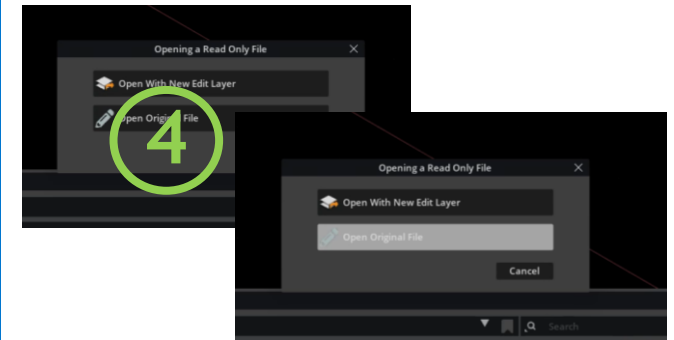 Opening a Read Only File
Open With New Edit Layer
Open Original File
4
Opening a Read Only File
Open With New Edit Layer
Open Original File
Cancel
Search